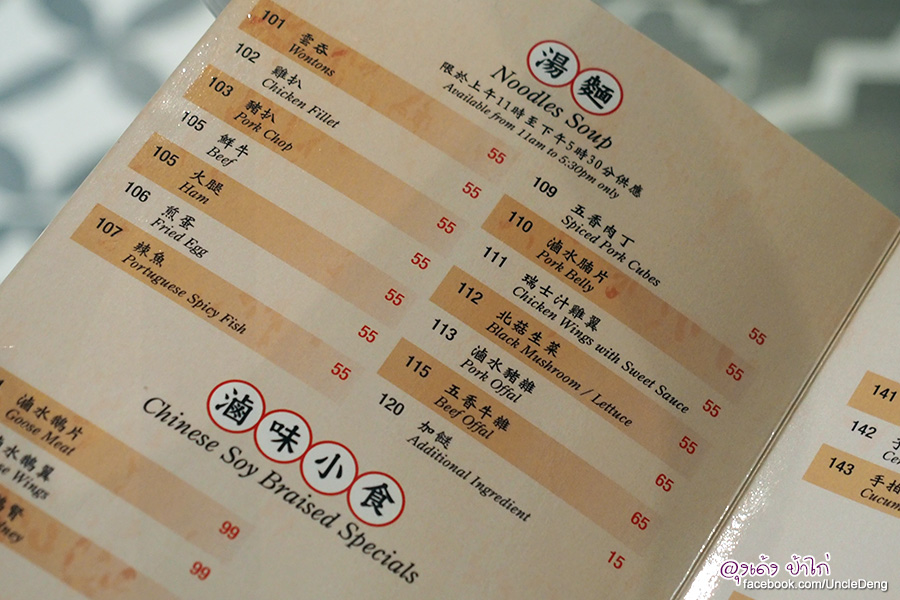 湯麵
Noodles Soup
限於上午11時至下午5時30分供應
Available from 11am to 5:30pm only
101 雲吞 55
Wontons
102 雞扒 55
Chicken Fillet
103 豬扒 55
Pork Chop
105 鮮牛 55
Beef
105 火腿 55
Ham
106 煎蛋 55
Fried Egg
107 辣魚 55
Portuguese Spicy Fish
109 五香肉丁 55
Spiced Pork Cubes
110 滷水腩片 55
Pork Belly
111 瑞士汁雞翼 55
Chicken Wings with Sweet Sauce
112 北菇生菜 55
Black Mushroom / Lettuce
113 滷水豬雜 65
Pork Offal
115 五香牛雜 65
Beef Offal
120 加餸 15
Additional Ingredient
滷味小食
Chinese Soy Braised Specials
滷水鵝片 99
Goose Meat
水鵝翼 99
Wings
141
142
143 手抽
Cucum
@ลุงเด้ง ป้าไก่
facebook.com/UncleDeng